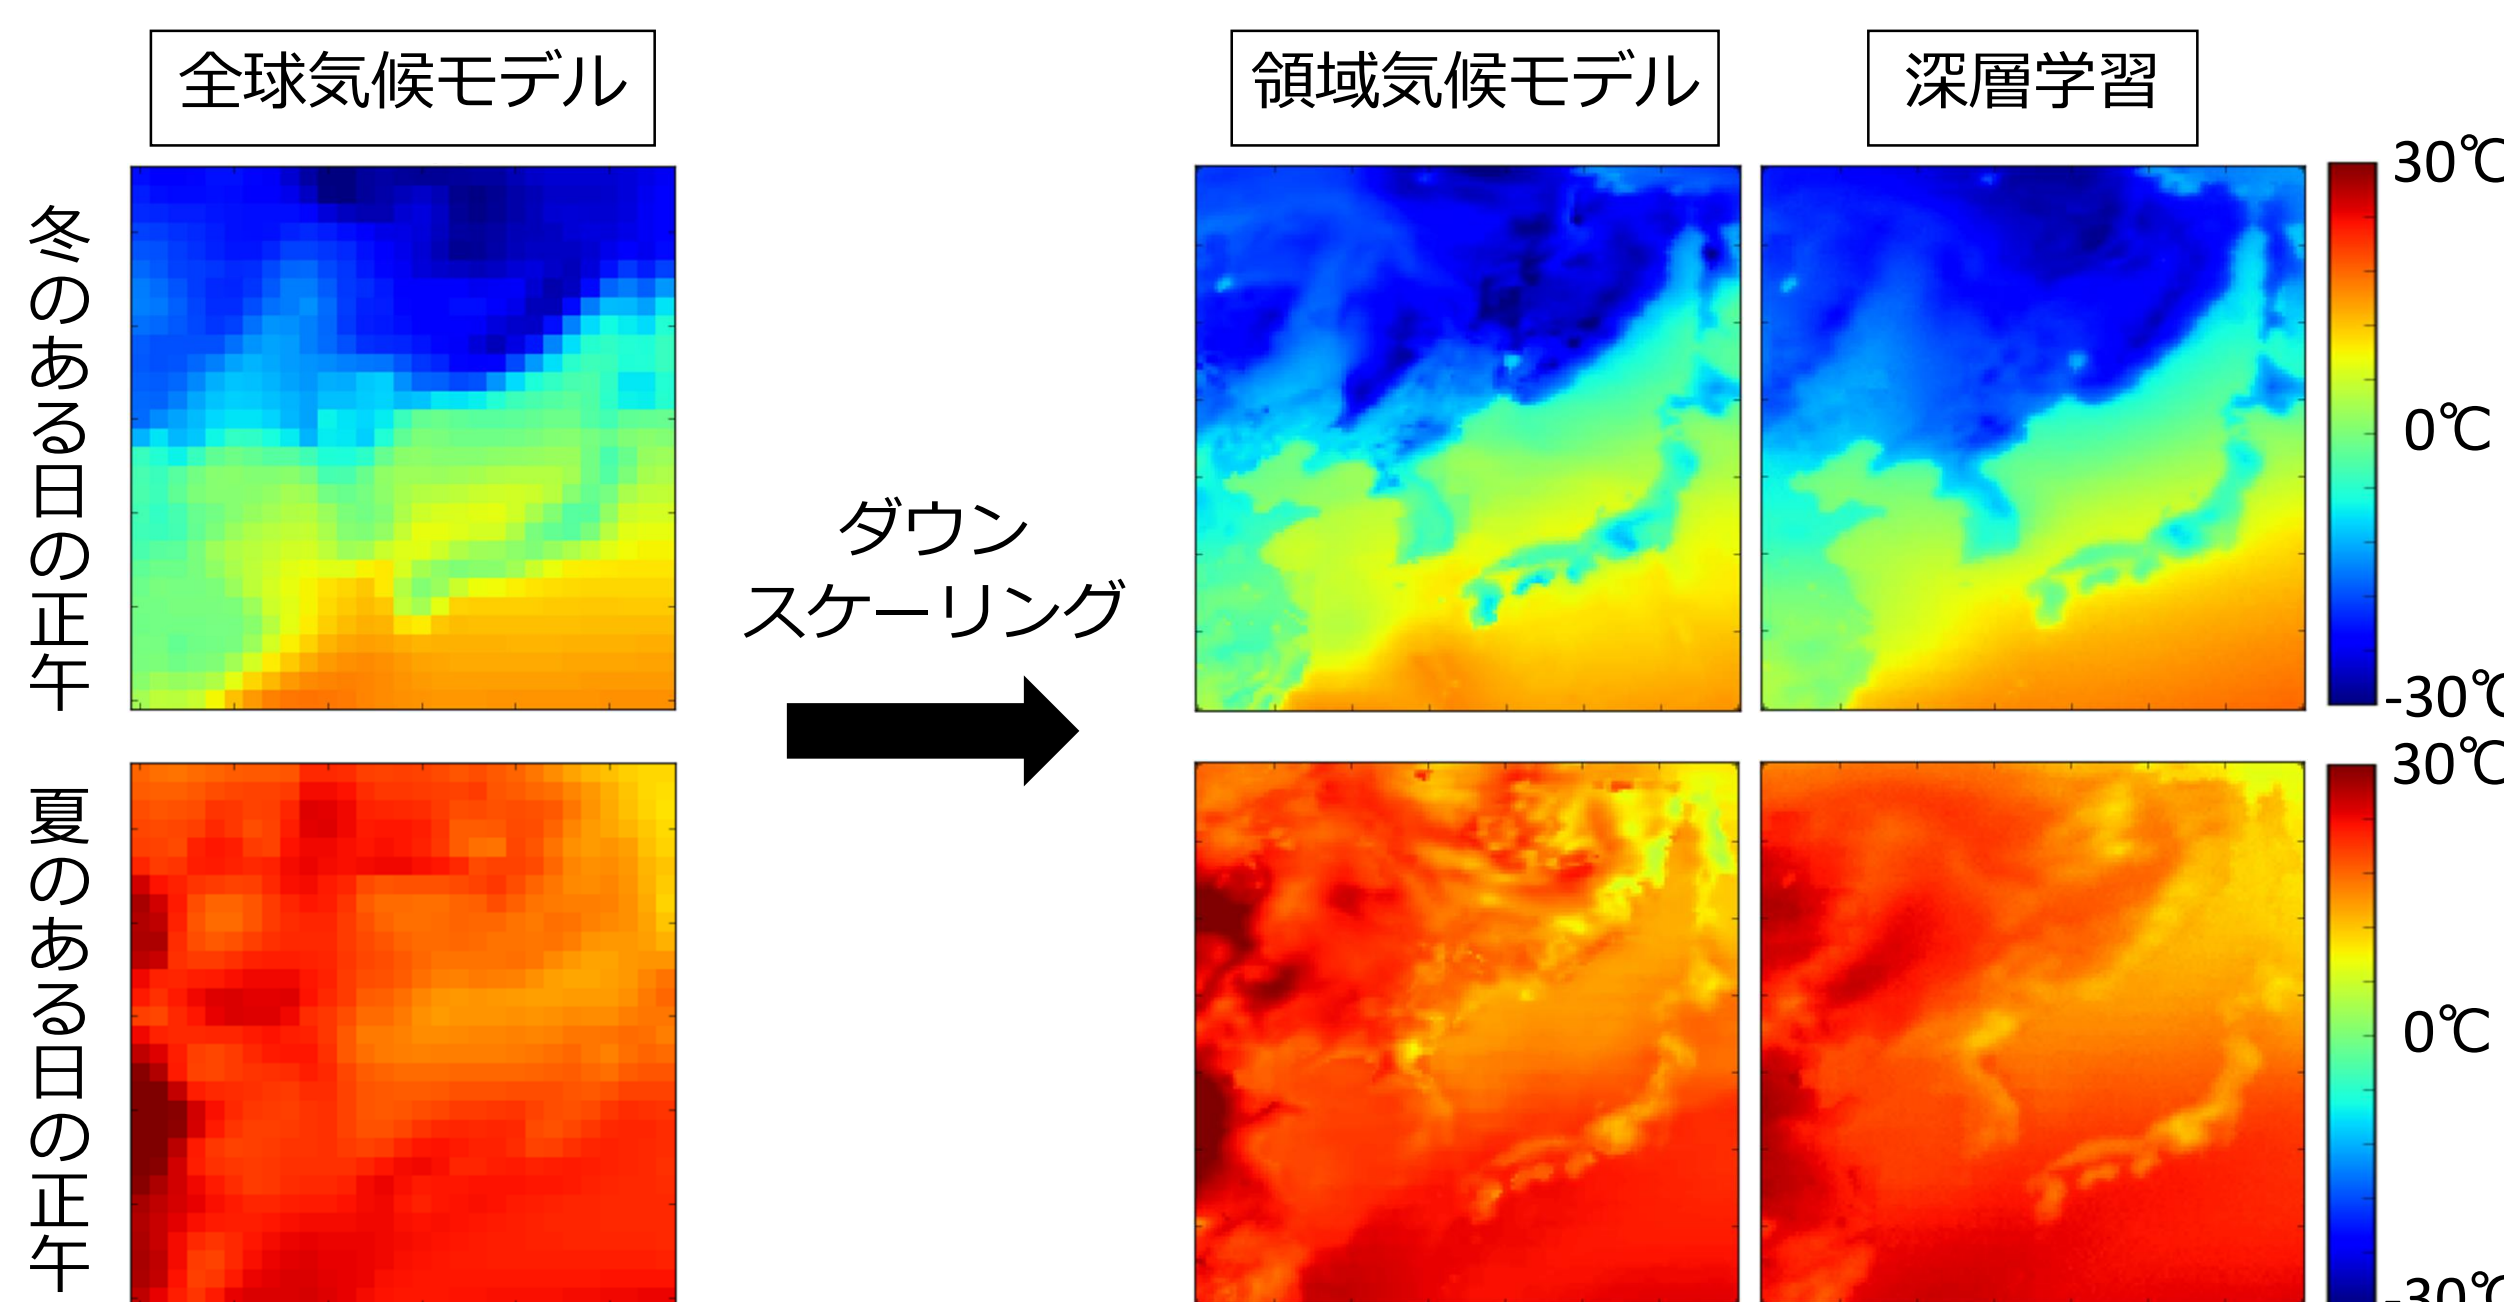 全球気候モデル
領域気候モデル
深層学習
冬のある日の正午
30℃
0℃
-30℃
ダウン
スケーリング
夏のある日の正午
30℃
0℃
-30℃